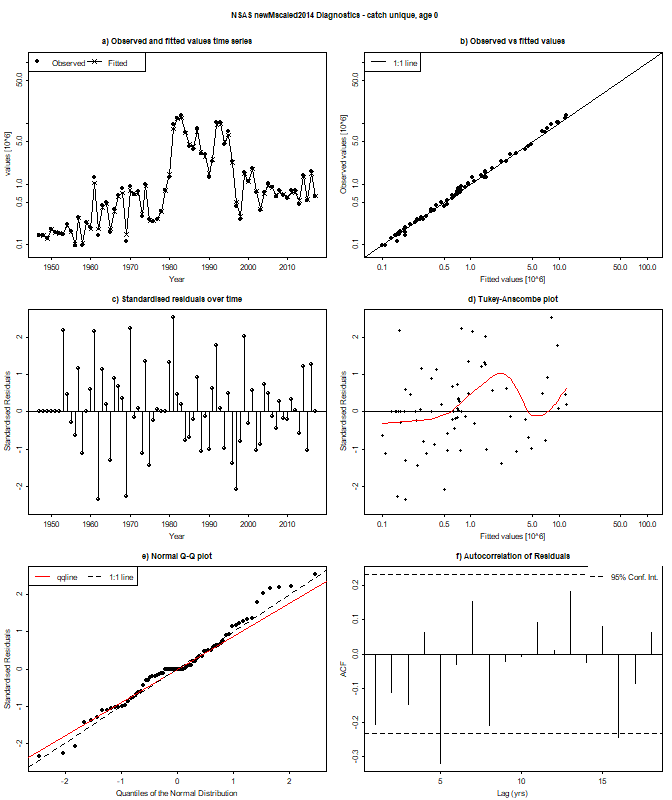 NSAS newMscaled2014 Diagnostics - catch unique, age 0
a) Observed and fitted values time series
Observed Fitted
values [10^6]
50.0
5.0
1.0
0.5
0.1
1950 1960 1970 1980 1990 2000 2010
Year
b) Observed vs fitted values
1:1 line
Observed values [10^6]
50.0
5.0
1.0
0.5
0.1
0.1 0.5 1.0 5.0 10.0 50.0 100.0
Fitted values [10^6]
c) Standardised residuals over time
Standardised Residuals
2
1
0
-1
-2
1950 1960 1970 1980 1990 2000 2010
Year
d) Tukey-Anscombe plot
Standardised Residuals
2
1
0
-1
-2
0.1 0.5 1.0 5.0 10.0 50.0 100.0
Fitted values [10^6]
e) Normal Q-Q plot
qqline 1:1 line
Standardised Residuals
2
1
0
-1
-2
-2 -1 0 1 2
Quantiles of the Normal Distribution
f) Autocorrelation of Residuals
95% Conf. Int.
ACF
0.2
0.1
0.0
-0.1
-0.2
-0.3
5 10 15
Lag (yrs)